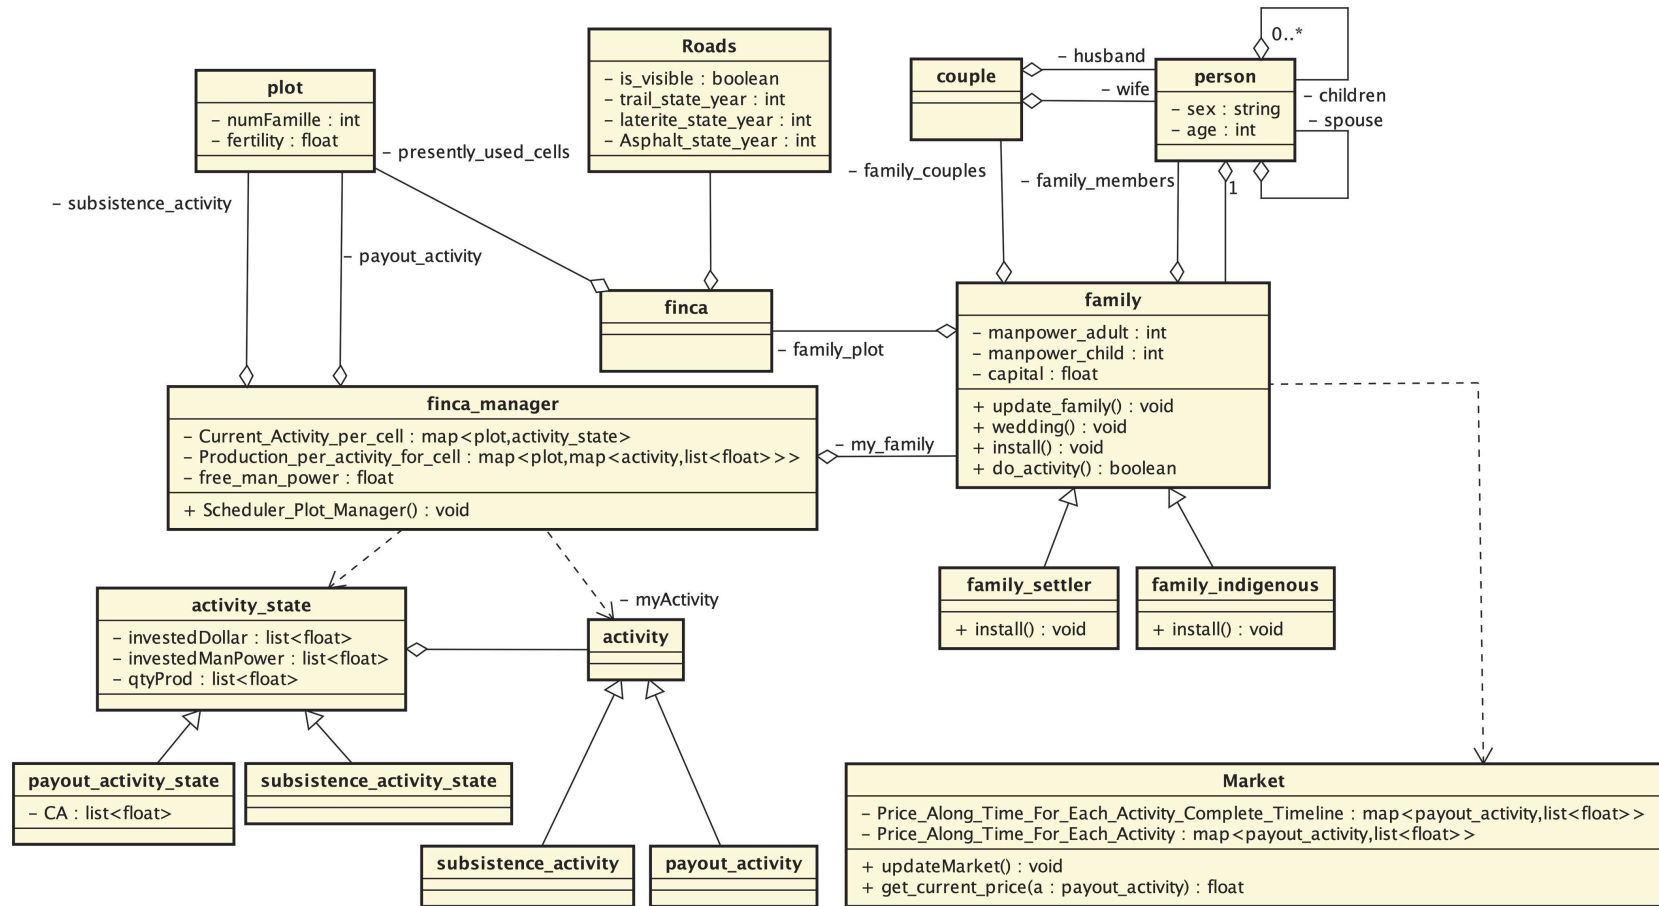 plot
- numFamille : int
- fertility : float
Roads
- is_visible : boolean
- trail_state_year : int
- laterite_state_year : int
- Asphalt_state_year : int
couple
- husband
- wife
person
- sex : string
- age : int
0..*
- children
- spouse
1
- presently_used_cells
- subsistence_activity
- payout_activity
- family_couples
- family_members
finca
- family_plot
family
- manpower_adult : int
- manpower_child : int
- capital : float
+ update_family() : void
+ wedding() : void
+ install() : void
+ do_activity() : boolean
finca_manager
- Current_Activity_per_cell : map<plot,activity_state>
- Production_per_activity_for_cell : map<plot,map<activity,list<float>>>
- free_man_power : float
+ Scheduler_Plot_Manager() : void
- my_family
family_settler
+ install() : void
family_indigenous
+ install() : void
activity_state
- investedDollar : list<float>
- investedManPower : list<float>
- qtyProd : list<float>
- myActivity
activity
payout_activity_state
- CA : list<float>
subsistence_activity_state
subsistence_activity
payout_activity
Market
- Price_Along_Time_For_Each_Activity_Complete_Timeline : map<payout_activity,list<float>>
- Price_Along_Time_For_Each_Activity : map<payout_activity,list<float>>
+ updateMarket() : void
+ get_current_price(a : payout_activity) : float